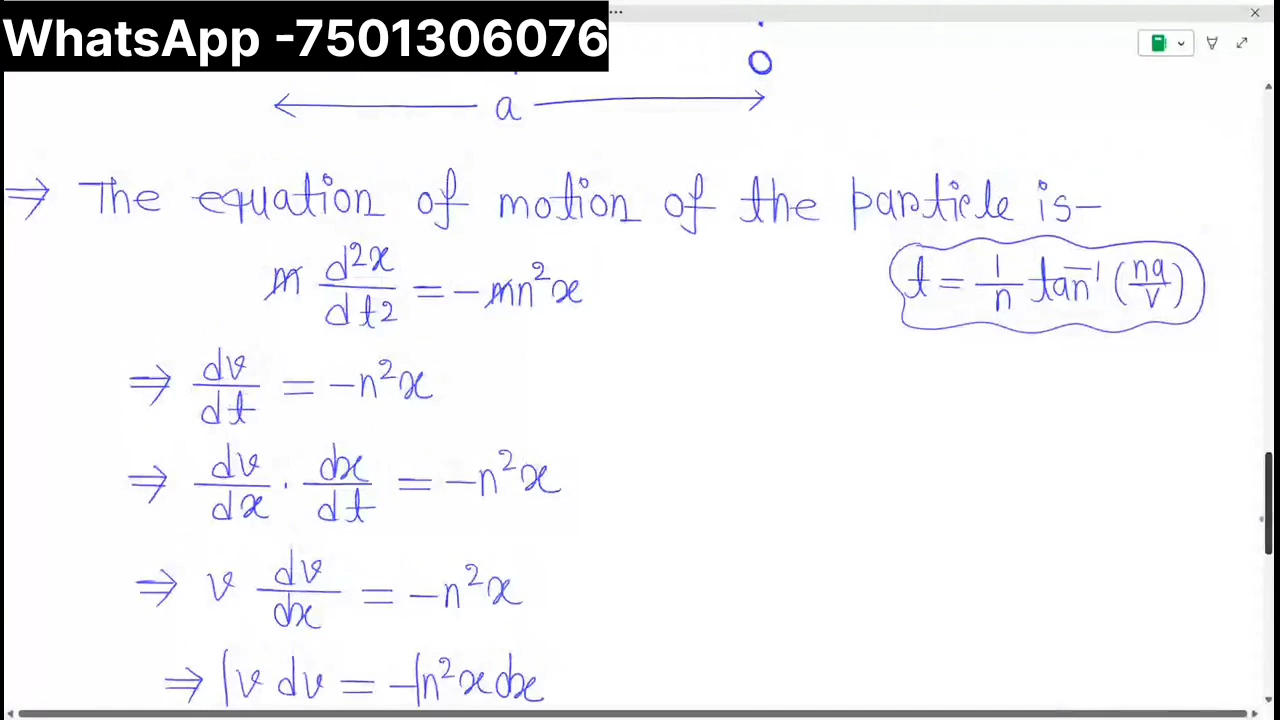 WhatsApp -7501306076
O
a
⇒ The equation of motion of the particle is-
m d²x/dt2 = -mn²x
t = 1/n tan⁻¹ (na/v)
⇒ dv/dt = -n²x
⇒ dv/dx · dx/dt = -n²x
⇒ v dv/dx = -n²x
⇒ ∫v dv = -∫n²x dx